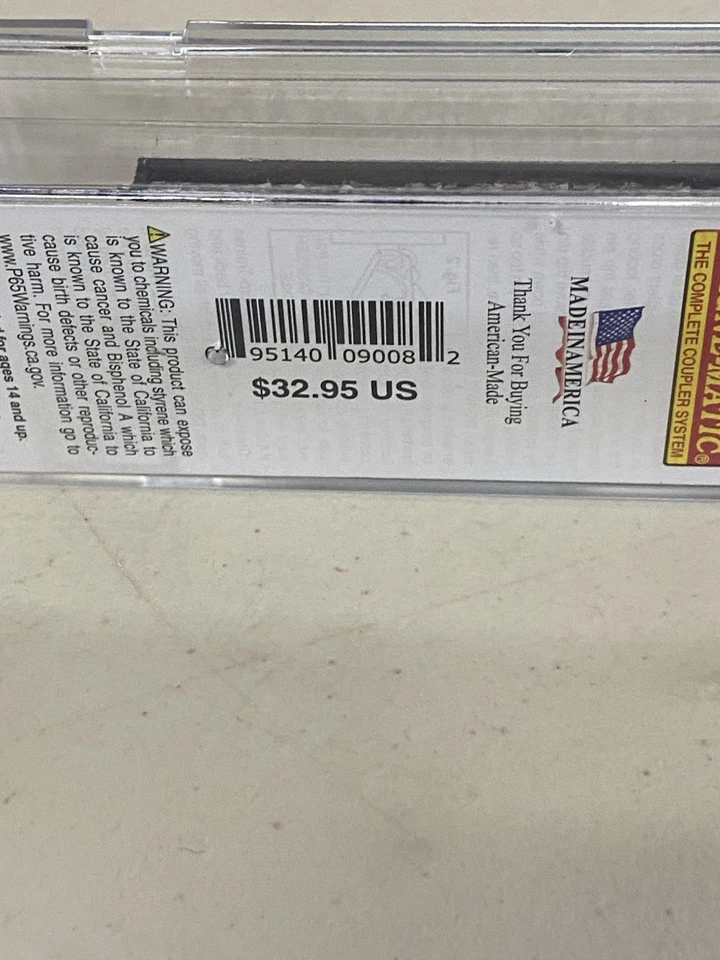 ⚠WARNING: This product can expose
you to chemicals including styrene which
is known to the State of California to
cause cancer and Bisphenol A which
is known to the State of California to
cause birth defects or other reproduc-
tive harm. For more information go to
www.P65Warnings.ca.gov.
for ages 14 and up.
95140 09008 2
$32.95 US
Thank You For Buying
American-Made
MADE IN AMERICA
THE COMPLETE COUPLER SYSTEM